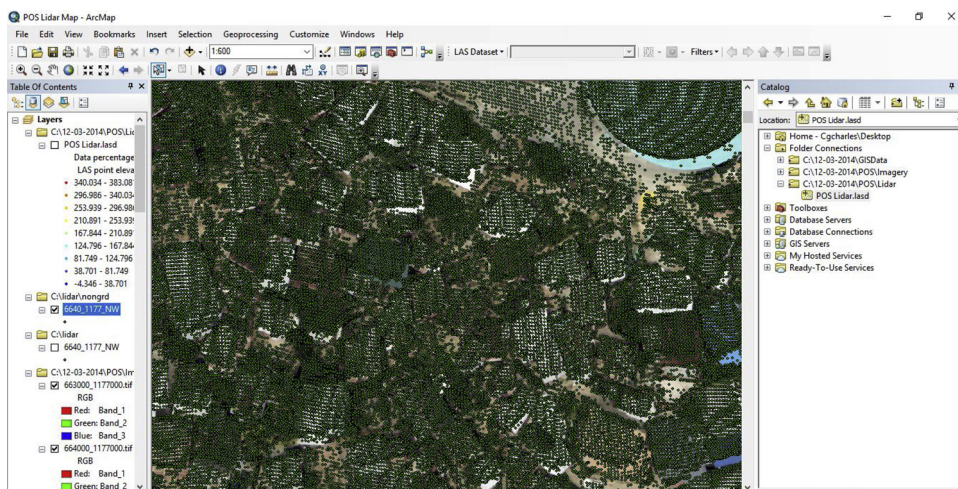 POS Lidar Map - ArcMap
File Edit View Bookmarks Insert Selection Geoprocessing Customize Windows Help
1:600
LAS Dataset
Filters
Table Of Contents
Layers
C:\12-03-2014\POS\Lic
POS Lidar.lasd
Data percentage
LAS point eleva
340.034 - 383.08
296.986 - 340.03
253.939 - 296.98
210.891 - 253.93
167.844 - 210.89
124.796 - 167.84
81.749 - 124.796
38.701 - 81.749
-4.346 - 38.701
C:\lidar\nongrd
6640_1177_NW
C:\lidar
6640_1177_NW
C:\12-03-2014\POS\Im
663000_1177000.tif
RGB
Red: Band_1
Green: Band_2
Blue: Band_3
664000_1177000.tif
RGB
Red: Band_1
Green: Band 2
Catalog
Location: POS Lidar.lasd
Home - Cgcharles\Desktop
Folder Connections
C:\12-03-2014\GISData
C:\12-03-2014\POS\Imagery
C:\12-03-2014\POS\Lidar
POS Lidar.lasd
Toolboxes
Database Servers
Database Connections
GIS Servers
My Hosted Services
Ready-To-Use Services